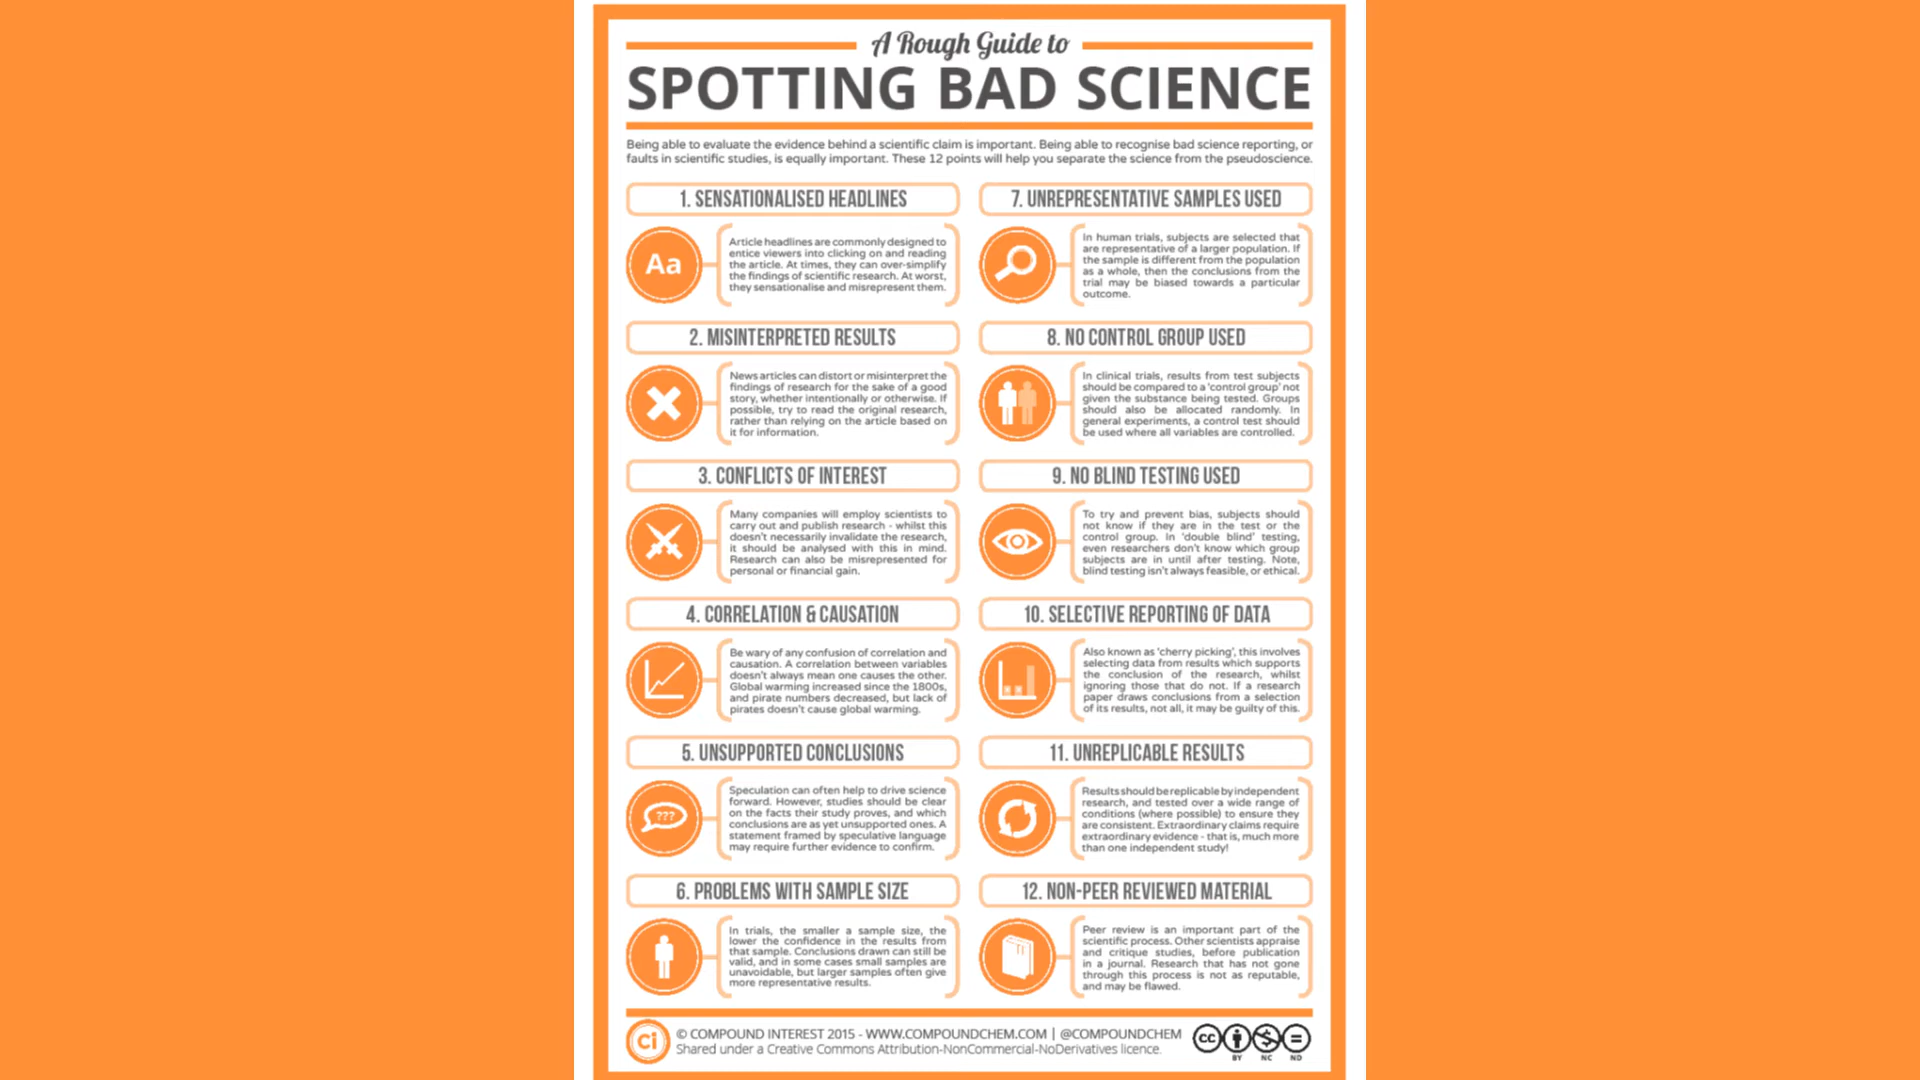 A Rough Guide to
SPOTTING BAD SCIENCE
Being able to evaluate the evidence behind a scientific claim is important. Being able to recognise bad science reporting, or
faults in scientific studies, is equally important. These 12 points will help you separate the science from the pseudoscience.
1. SENSATIONALISED HEADLINES
Aa
Article headlines are commonly designed to
entice viewers into clicking on and reading
the article. At times, they can over-simplify
the findings of scientific research. At worst,
they sensationalise and misrepresent them.
2. MISINTERPRETED RESULTS
News articles can distort or misinterpret the
findings of research for the sake of a good
story, whether intentionally or otherwise. If
possible, try to read the original research,
rather than relying on the article based on
it for information.
3. CONFLICTS OF INTEREST
Many companies will employ scientists to
carry out and publish research - whilst this
doesn't necessarily invalidate the research,
it should be analysed with this in mind.
Research can also be misrepresented for
personal or financial gain.
4. CORRELATION & CAUSATION
Be wary of any confusion of correlation and
causation. A correlation between variables
doesn't always mean one causes the other.
Global warming increased since the 1800s,
and pirate numbers decreased, but lack of
pirates doesn't cause global warming.
5. UNSUPPORTED CONCLUSIONS
???
Speculation can often help to drive science
forward. However, studies should be clear
on the facts their study proves, and which
conclusions are as yet unsupported ones. A
statement framed by speculative language
may require further evidence to confirm.
6. PROBLEMS WITH SAMPLE SIZE
In trials, the smaller a sample size, the
lower the confidence in the results from
that sample. Conclusions drawn can still be
valid, and in some cases small samples are
unavoidable, but larger samples often give
more representative results.
7. UNREPRESENTATIVE SAMPLES USED
In human trials, subjects are selected that
are representative of a larger population. If
the sample is different from the population
as a whole, then the conclusions from the
trial may be biased towards a particular
outcome.
8. NO CONTROL GROUP USED
In clinical trials, results from test subjects
should be compared to a 'control group' not
given the substance being tested. Groups
should also be allocated randomly. In
general experiments, a control test should
be used where all variables are controlled.
9. NO BLIND TESTING USED
To try and prevent bias, subjects should
not know if they are in the test or the
control group. In 'double blind' testing,
even researchers don't know which group
subjects are in until after testing. Note,
blind testing isn't always feasible, or ethical.
10. SELECTIVE REPORTING OF DATA
Also known as 'cherry picking', this involves
selecting data from results which supports
the conclusion of the research, whilst
ignoring those that do not. If a research
paper draws conclusions from a selection
of its results, not all, it may be guilty of this.
11. UNREPLICABLE RESULTS
Results should be replicable by independent
research, and tested over a wide range of
conditions (where possible) to ensure they
are consistent. Extraordinary claims require
extraordinary evidence - that is, much more
than one independent study!
12. NON-PEER REVIEWED MATERIAL
Peer review is an important part of the
scientific process. Other scientists appraise
and critique studies, before publication
in a journal. Research that has not gone
through this process is not as reputable,
and may be flawed.
Ci
© COMPOUND INTEREST 2015 - WWW.COMPOUNDCHEM.COM | @COMPOUNDCHEM
Shared under a Creative Commons Attribution-NonCommercial-NoDerivatives licence.
cc
BY NC ND